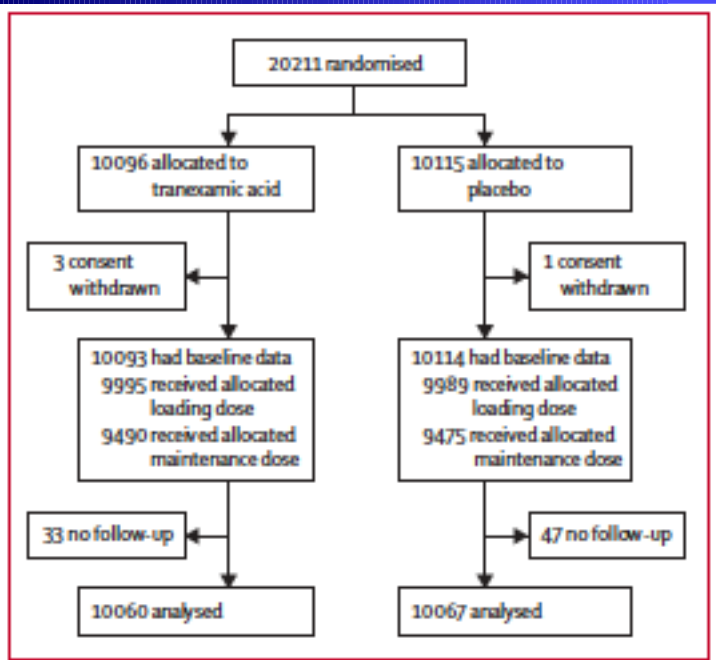 20211 randomised
10096 allocated to
tranexamic acid
10115 allocated to
placebo
3 consent
withdrawn
1 consent
withdrawn
10093 had baseline data
9995 received allocated
loading dose
9490 received allocated
maintenance dose
10114 had baseline data
9989 received allocated
loading dose
9475 received allocated
maintenance dose
33 no follow-up
47 no follow-up
10060 analysed
10067 analysed